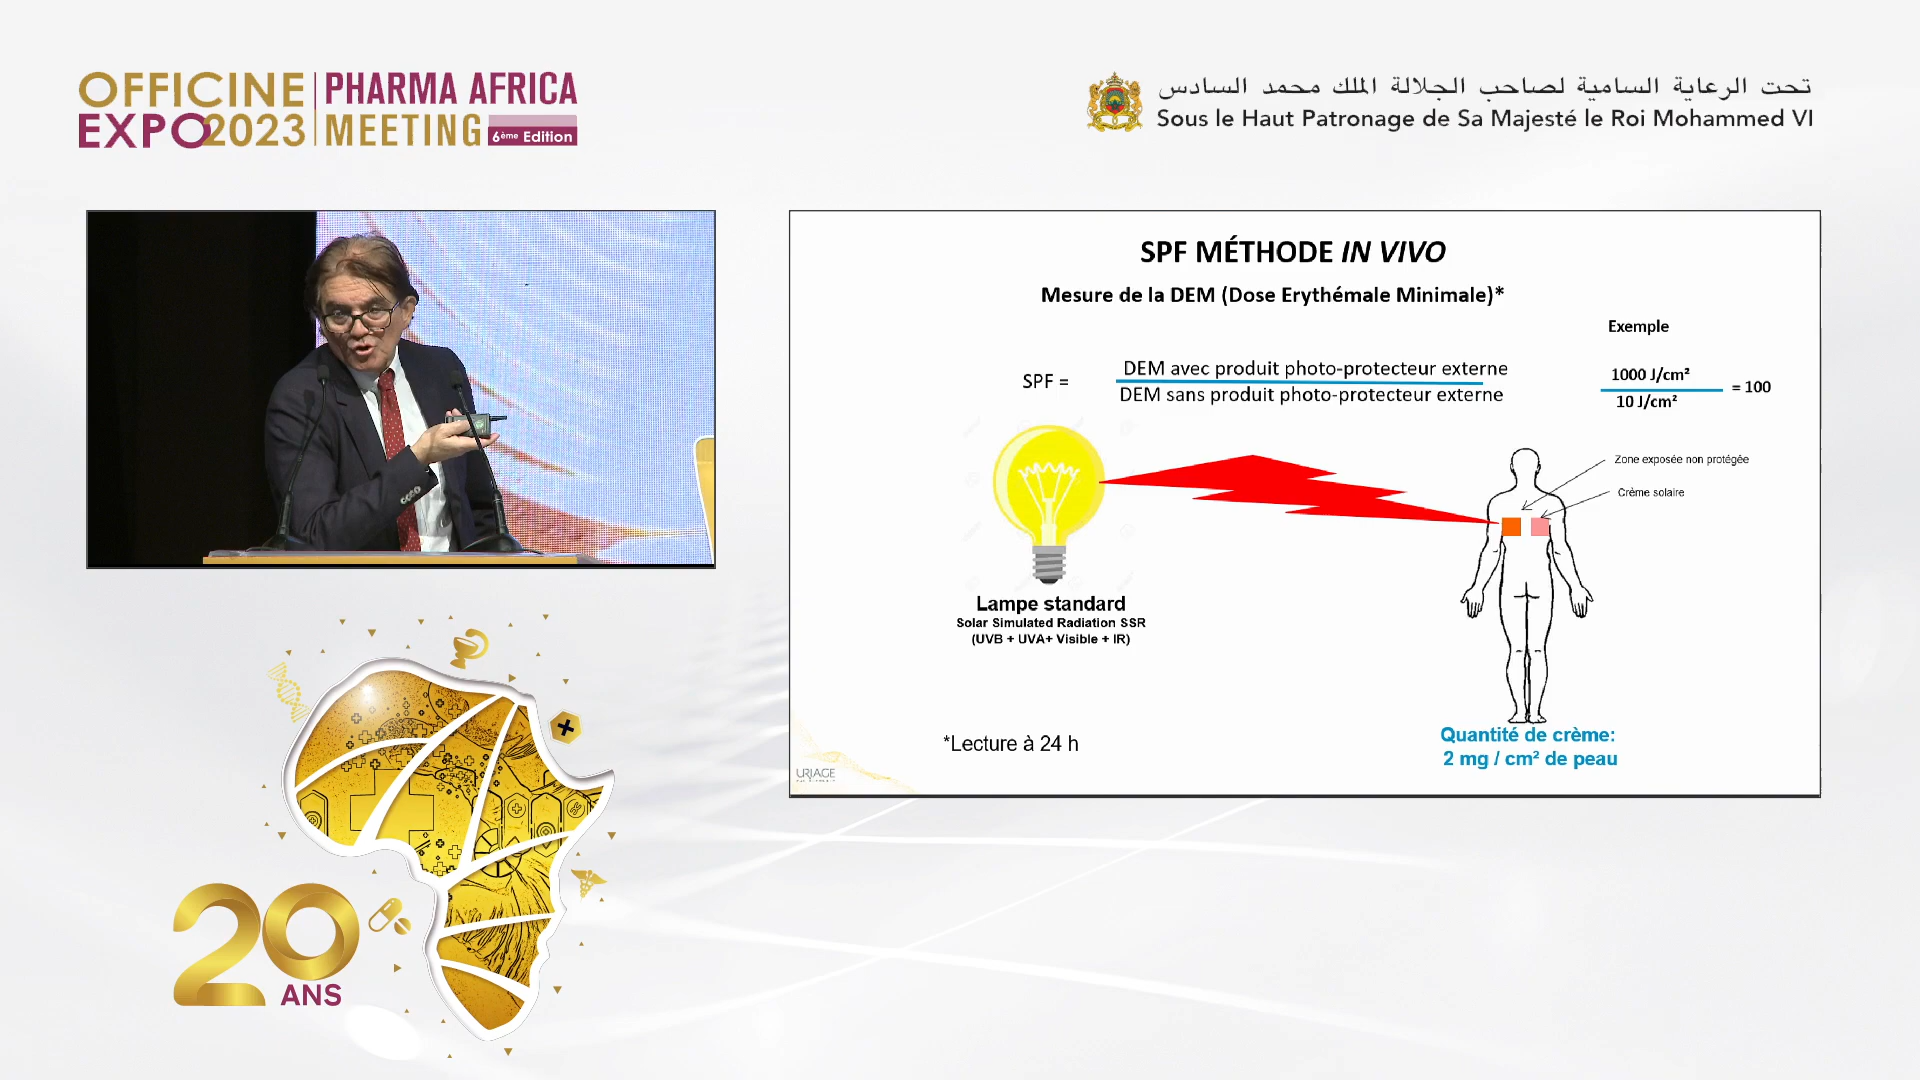 OFFICINE
EXPO2023
PHARMA AFRICA
MEETING
6ème Edition
تحت الرعاية السامية لصاحب الجلالة الملك محمد السادس
Sous le Haut Patronage de Sa Majesté le Roi Mohammed VI
SPF MÉTHODE IN VIVO
Mesure de la DEM (Dose Erythémale Minimale)*
Exemple
SPF =
DEM avec produit photo-protecteur externe
DEM sans produit photo-protecteur externe
1000 J/cm²
10 J/cm²
= 100
Zone exposée non protégée
Crème solaire
Lampe standard
Solar Simulated Radiation SSR
(UVB + UVA+ Visible + IR)
Quantité de crème:
2 mg / cm² de peau
*Lecture à 24 h
URIAGE
20
ANS